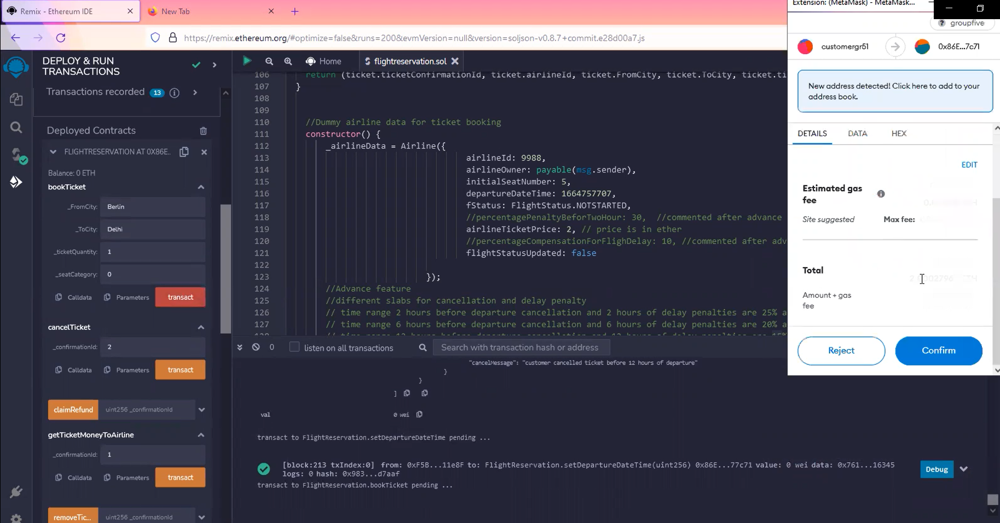 Remix - Ethereum IDE
New Tab
https://remix.ethereum.org/#optimize=false&runs=200&evmVersion=null&version=soljson-v0.8.7+commit.e28d00a7.js
DEPLOY & RUN
TRANSACTIONS
Transactions recorded 13
Deployed Contracts
FLIGHTRESERVATION AT 0X86E...
Balance: 0 ETH
bookTicket
_FromCity: Berlin
_ToCity: Delhi
_ticketQuantity: 1
_seatCategory: 0
Calldata Parameters transact
cancelTicket
_confirmationId: 2
Calldata Parameters transact
claimRefund uint256 _confirmationId
getTicketMoneyToAirline
_confirmationId: 1
Calldata Parameters transact
removeTic... uint256 _confirmationId
Home flightreservation.sol
106 return (ticket.ticketConfirmationId, ticket.airlineId, ticket.FromCity, ticket.ToCity, ticket.ti
107 }
108
109
110 //Dummy airline data for ticket booking
111 constructor() {
112 _airlineData = Airline({
113 airlineId: 9988,
114 airlineOwner: payable(msg.sender),
115 initialSeatNumber: 5,
116 departureDateTime: 1664757707,
117 fStatus: FlightStatus.NOTSTARTED,
118 //percentagePenaltyBeforTwoHour: 30, //commented after advance
119 airlineTicketPrice: 2, // price is in ether
120 //percentageCompensationForFlighDelay: 10, //commented after adv
121 flightStatusUpdated: false
122
123 });
124 //Advance feature
125 //different slabs for cancellation and delay penalty
126 // time range 2 hours before departure cancellation and 2 hours of delay penalties are 25% a
127 // time range 6 hours before departure cancellation and 6 hours of delay penalties are 20% a
0 listen on all transactions Search with transaction hash or address
"cancelMessage": "customer cancelled ticket before 12 hours of departure"
}
}
]
val 0 wei
transact to FlightReservation.setDepartureDateTime pending ...
[block:213 txIndex:0] from: 0xF5B...11e8F to: FlightReservation.setDepartureDateTime(uint256) 0x86E...77c71 value: 0 wei data: 0x761...16345
logs: 0 hash: 0x983...d7aaf
Debug
transact to FlightReservation.bookTicket pending ...
Extension: (MetaMask) - MetaMask...
groupfive
customergr51 0x86E...7c71
New address detected! Click here to add to your
address book.
DETAILS DATA HEX
EDIT
Estimated gas
fee
Site suggested Max fee:
Total
Amount + gas
fee
Reject Confirm